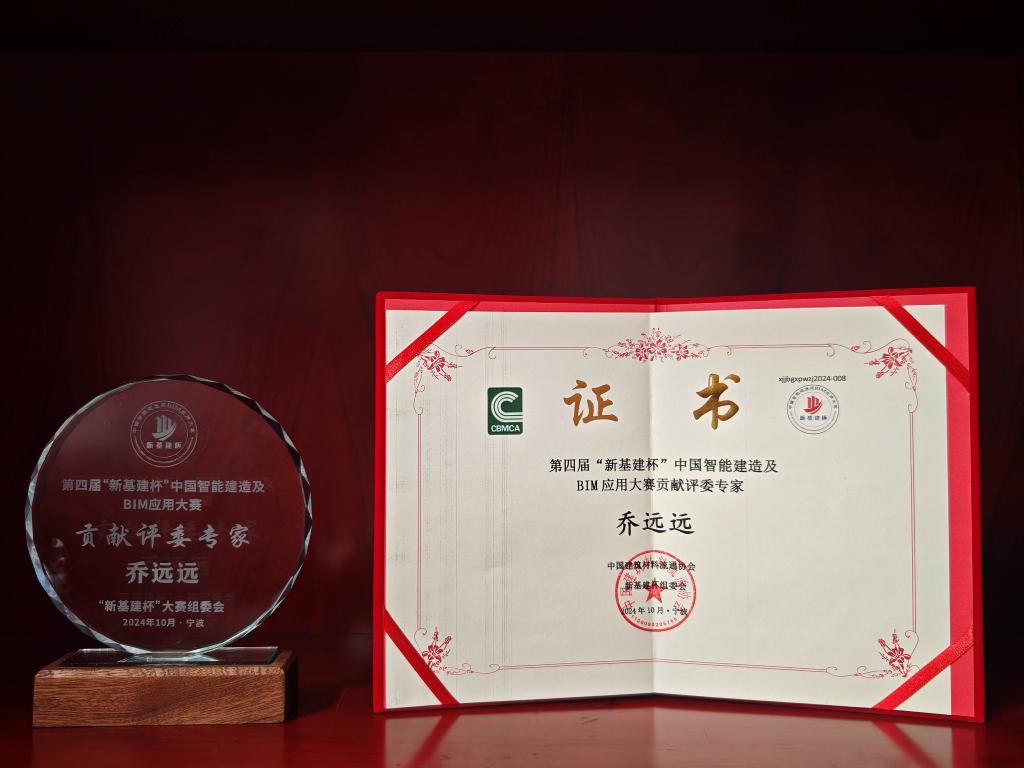 新基建杯
第四届“新基建杯”中国智能建造及
BIM应用大赛
贡献评委专家
乔远远
“新基建杯”大赛组委会
2024年10月·宁波
CBMCA
证书
xjjbgxpwzj2024-008
新基建杯
第四届“新基建杯”中国智能建造及
BIM应用大赛贡献评委专家
乔远远
中国建筑材料流通协会
新基建杯组委会
2024年10月·宁波